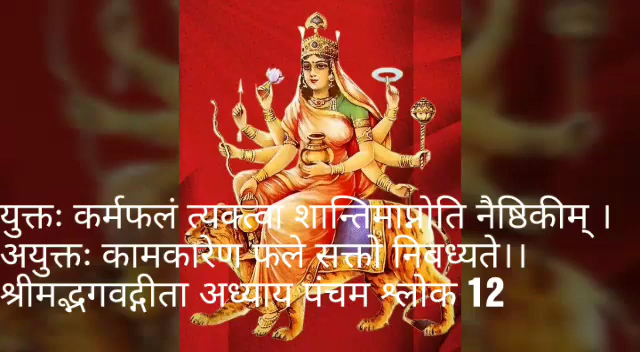 युक्तः कर्मफलं त्यक्त्वा शान्तिमाप्नोति नैष्ठिकीम् ।
अयुक्तः कामकारेण फले सक्तो निबध्यते।।
श्रीमद्भगवद्गीता अध्याय पंचम श्लोक 12